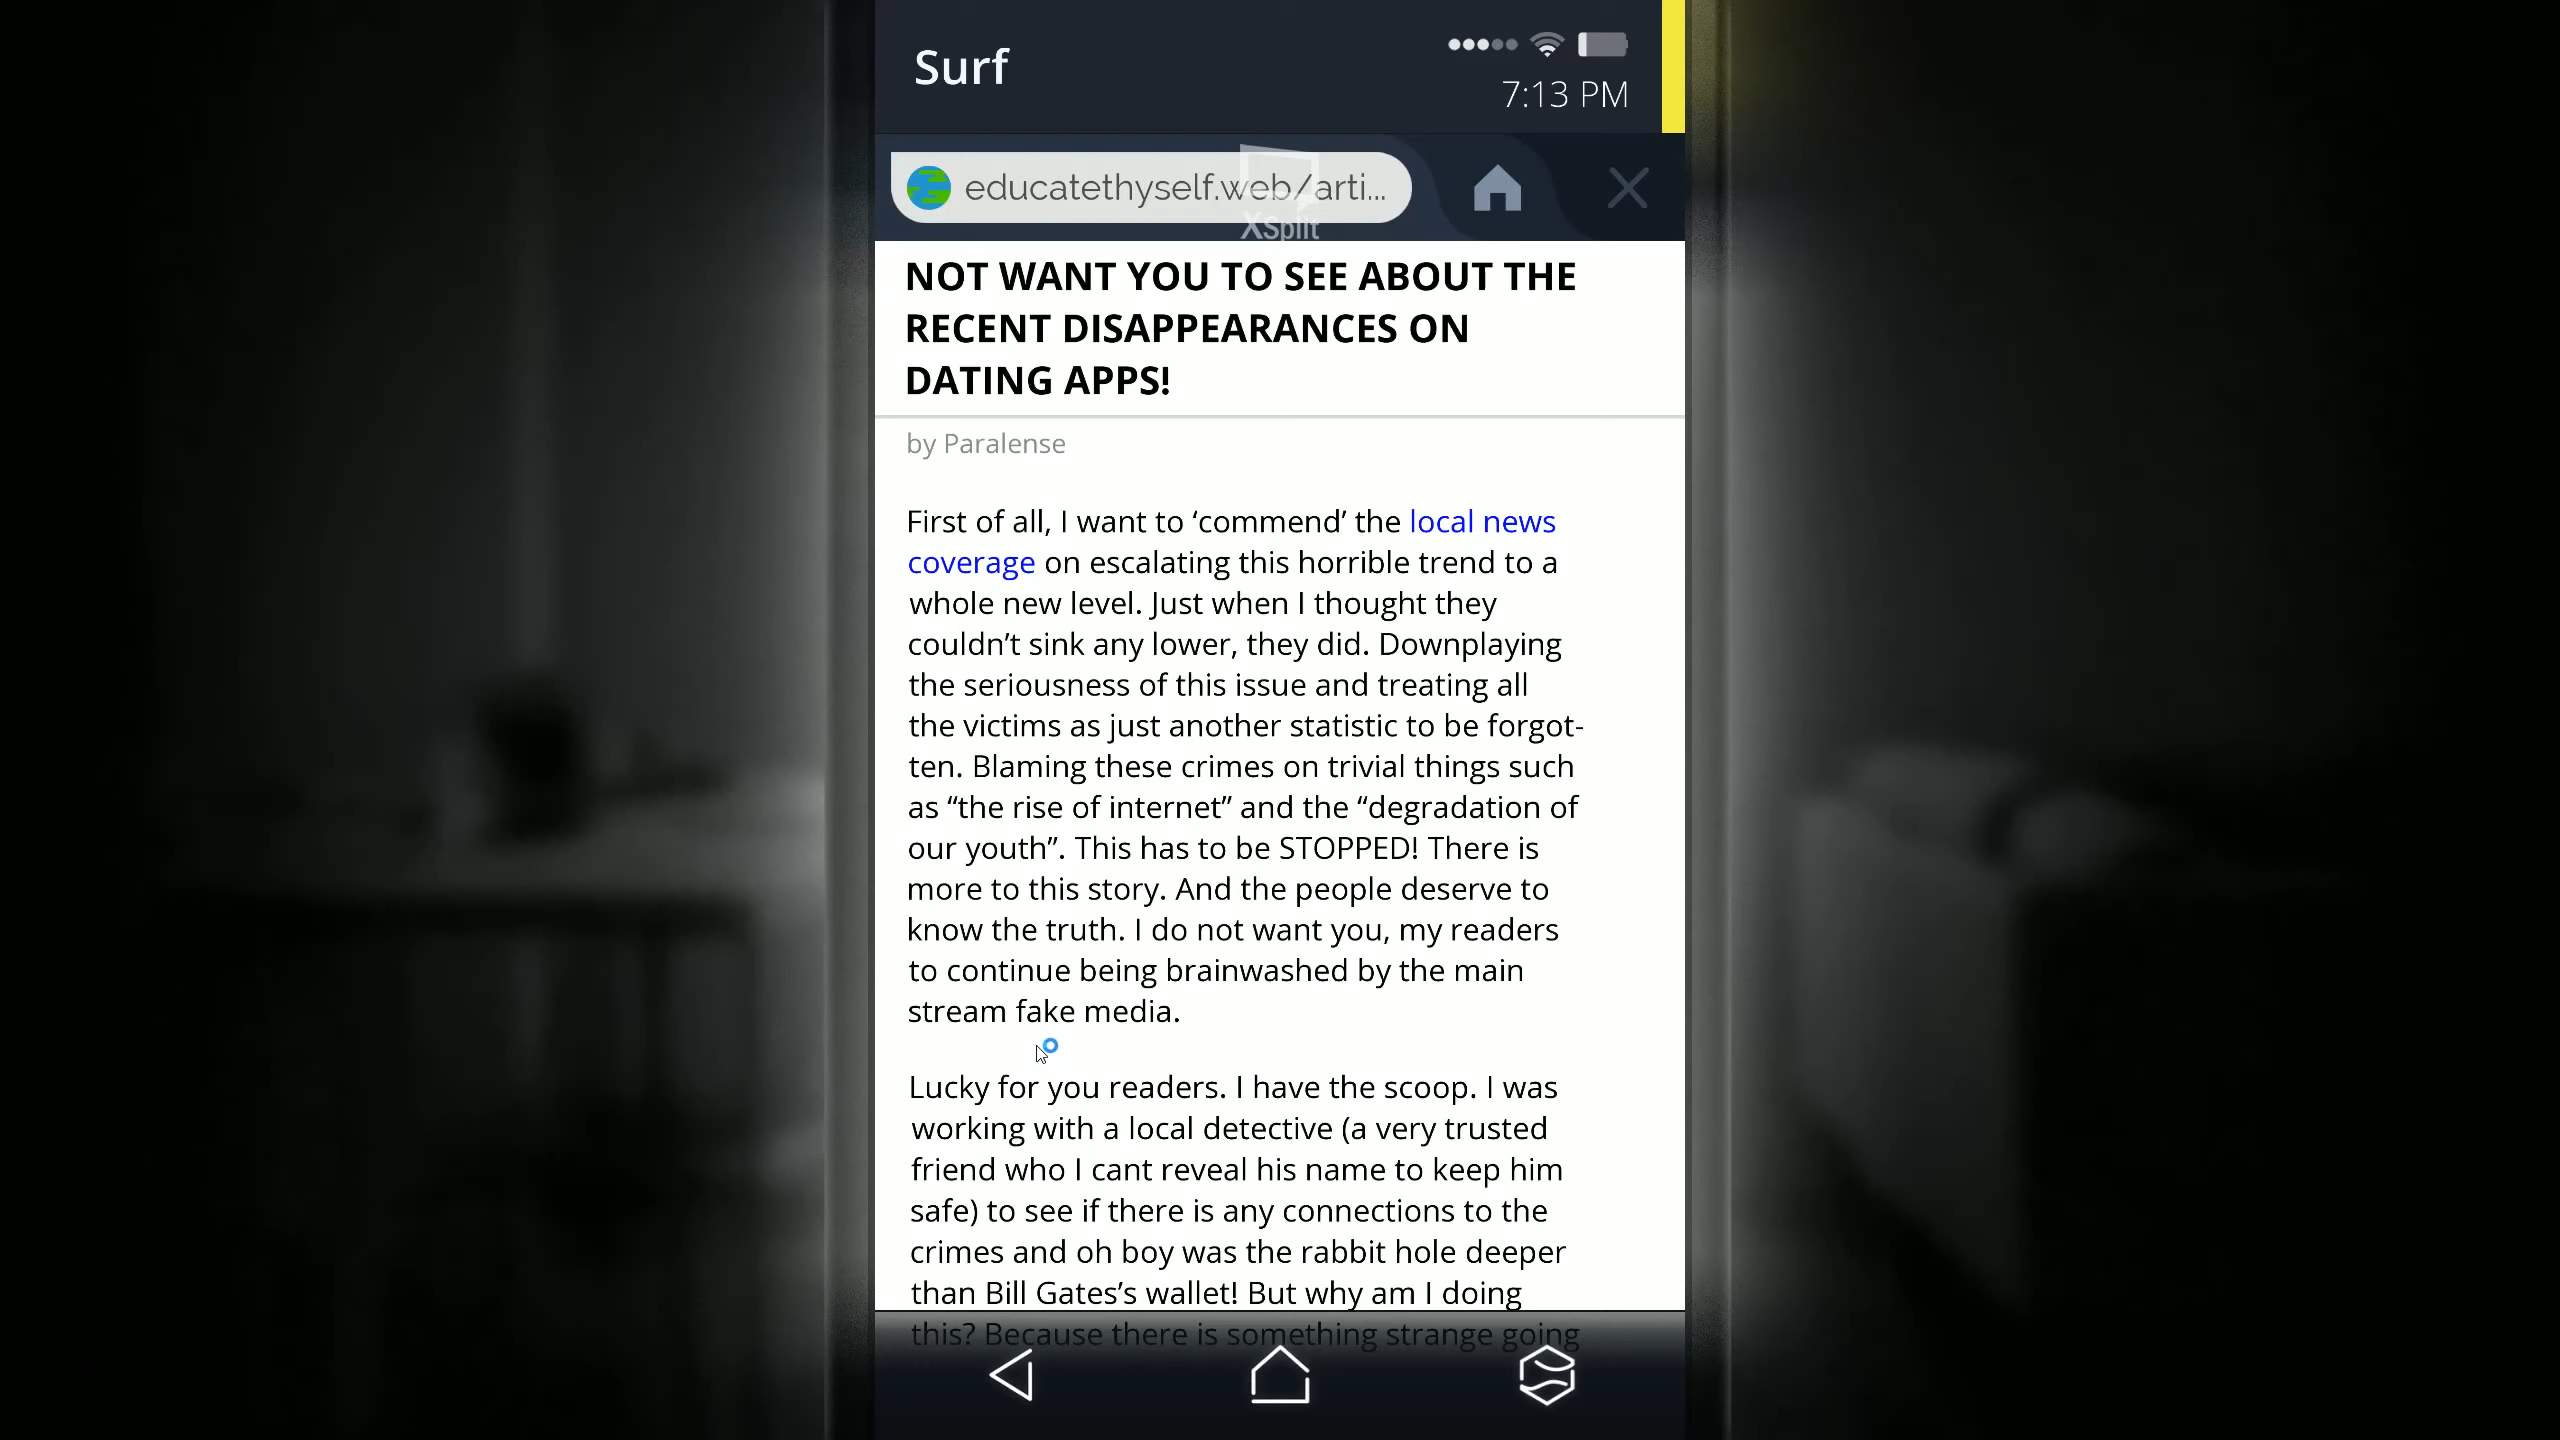 Surf
7:13 PM
educatethyself.web/arti...
XSplit
NOT WANT YOU TO SEE ABOUT THE
RECENT DISAPPEARANCES ON
DATING APPS!
by Paralense
First of all, I want to ‘commend’ the local news
coverage on escalating this horrible trend to a
whole new level. Just when I thought they
couldn’t sink any lower, they did. Downplaying
the seriousness of this issue and treating all
the victims as just another statistic to be forgot-
ten. Blaming these crimes on trivial things such
as “the rise of internet” and the “degradation of
our youth”. This has to be STOPPED! There is
more to this story. And the people deserve to
know the truth. I do not want you, my readers
to continue being brainwashed by the main
stream fake media.
Lucky for you readers. I have the scoop. I was
working with a local detective (a very trusted
friend who I cant reveal his name to keep him
safe) to see if there is any connections to the
crimes and oh boy was the rabbit hole deeper
than Bill Gates’s wallet! But why am I doing
this? Because there is something strange going